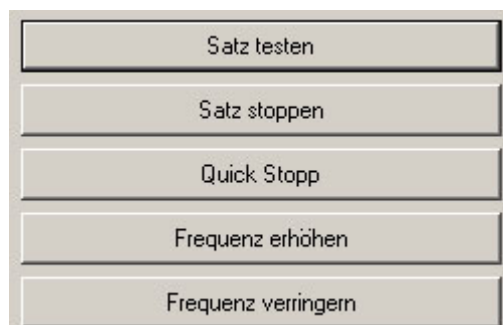 Satz testen
Satz stoppen
Quick Stopp
Frequenz erhöhen
Frequenz verringern